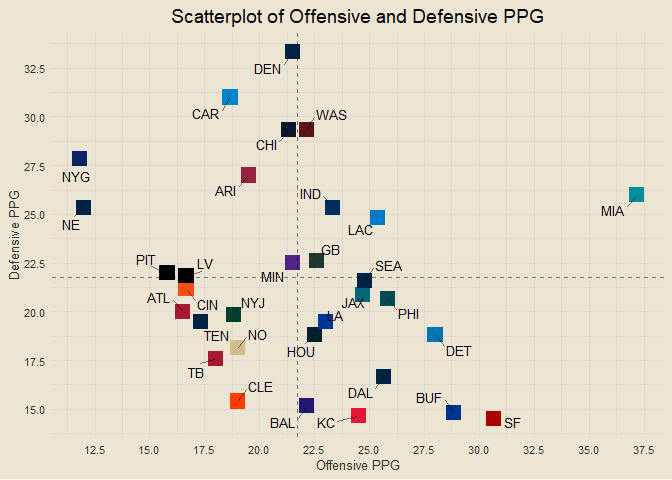 Scatterplot of Offensive and Defensive PPG
DEN
32.5
CAR
WAS
30.0
CHI
27.5
NYG
ARI
IND
MIA
25.0
NE
LAC
Defensive PPG
PIT
LV
GB
SEA
22.5
MIN
ATL
CIN
NYJ
JAX
PHI
20.0
TEN
NO
LA
HOU
DET
17.5
TB
CLE
DAL
BUF
15.0
BAL
KC
SF
12.5 15.0 17.5 20.0 22.5 25.0 27.5 30.0 32.5 35.0 37.5
Offensive PPG